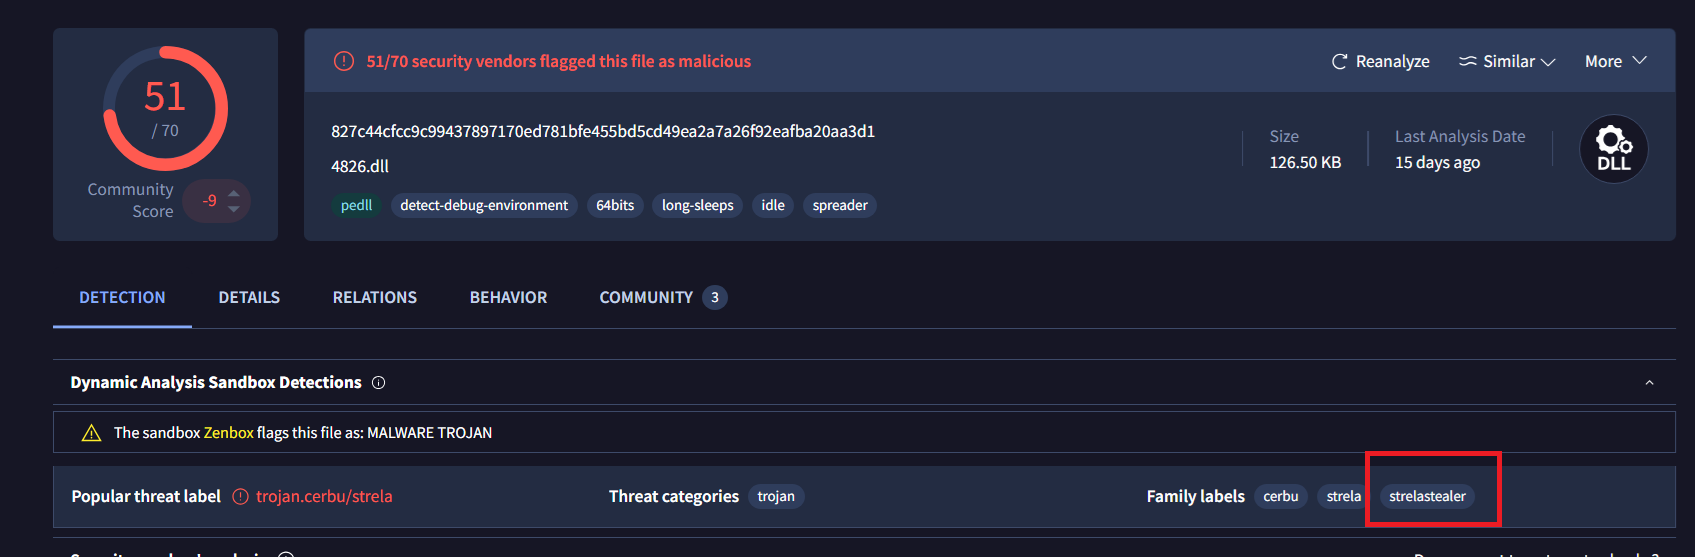 51
/ 70
Community
Score
-9
51/70 security vendors flagged this file as malicious
Reanalyze
Similar
More
827c44cfcc9c99437897170ed781bfe455bd5cd49ea2a7a26f92eafba20aa3d1
4826.dll
pedll detect-debug-environment 64bits long-sleeps idle spreader
Size
126.50 KB
Last Analysis Date
15 days ago
DLL
DETECTION DETAILS RELATIONS BEHAVIOR COMMUNITY 3
Dynamic Analysis Sandbox Detections
The sandbox Zenbox flags this file as: MALWARE TROJAN
Popular threat label trojan.cerbu/strela Threat categories trojan Family labels cerbu strela strelastealer